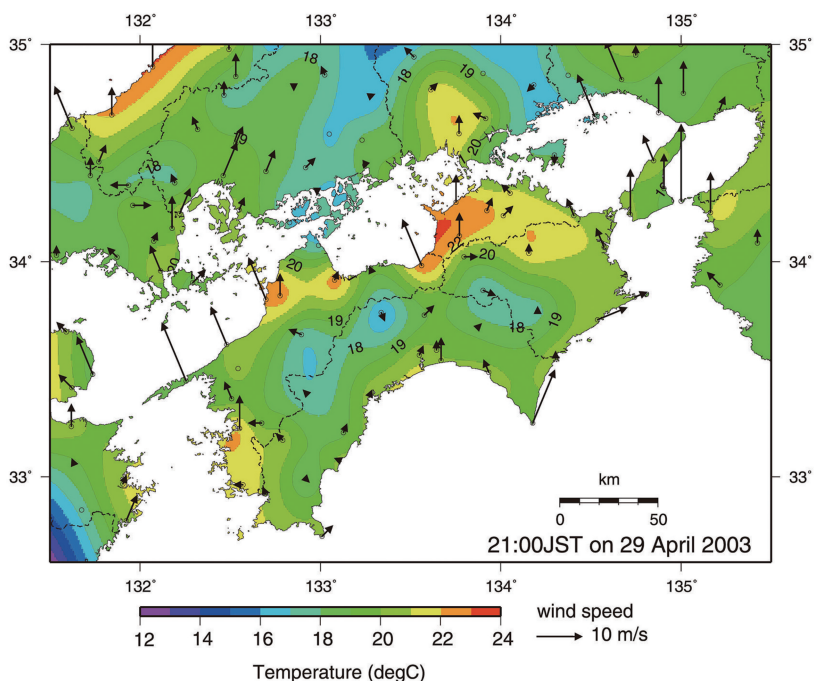 132° 133° 134° 135°
35° 35°
18 18 19
19
18 20
20 22
34° 34°
20 20
19
18 19 18 19
33° 33°
km
0 50
21:00JST on 29 April 2003
132° 133° 134° 135°
12 14 16 18 20 22 24
wind speed
10 m/s
Temperature (degC)